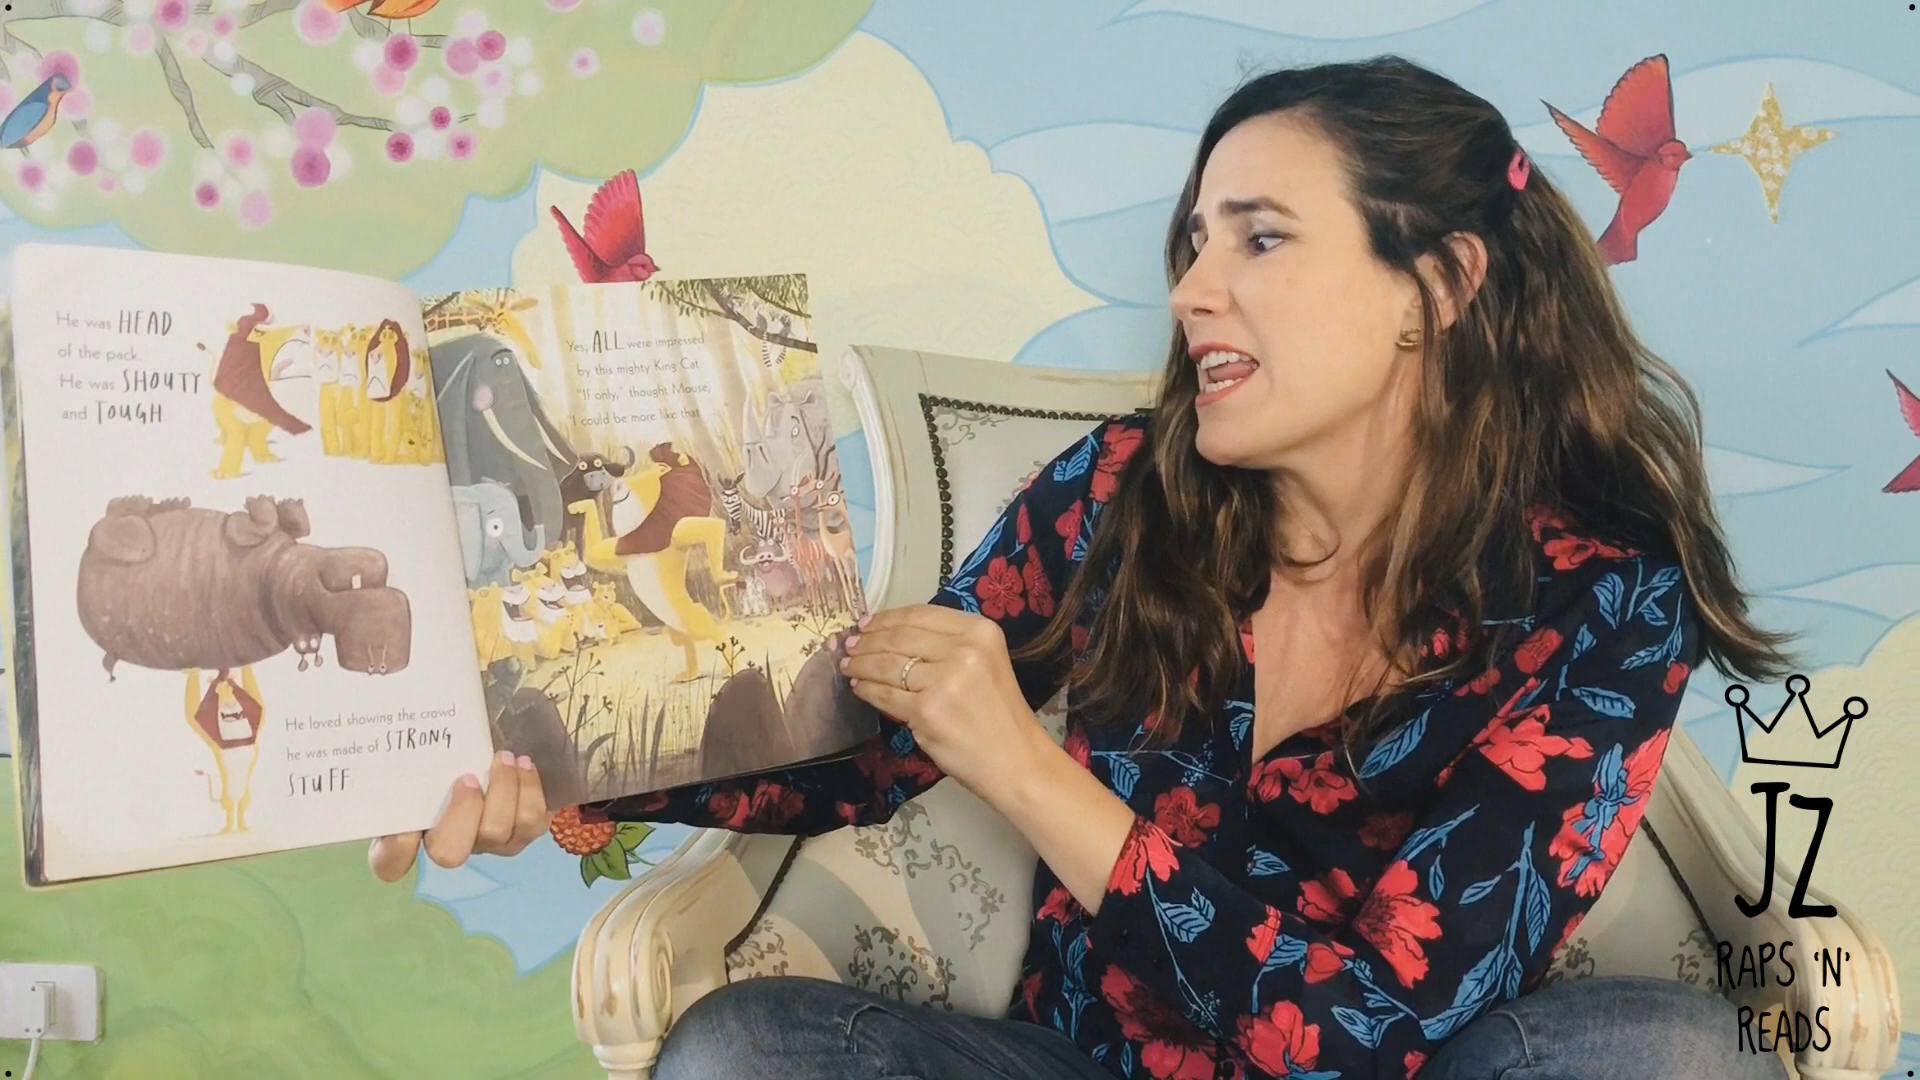 He was HEAD
of the pack.
He was SHOUTY
and TOUGH.
He loved showing the crowd
he was made of STRONG
STUFF.
Yes, ALL were impressed
by this mighty King Cat.
"If only," thought Mouse,
"I could be more like that."
JZ
RAPS 'N'
READS